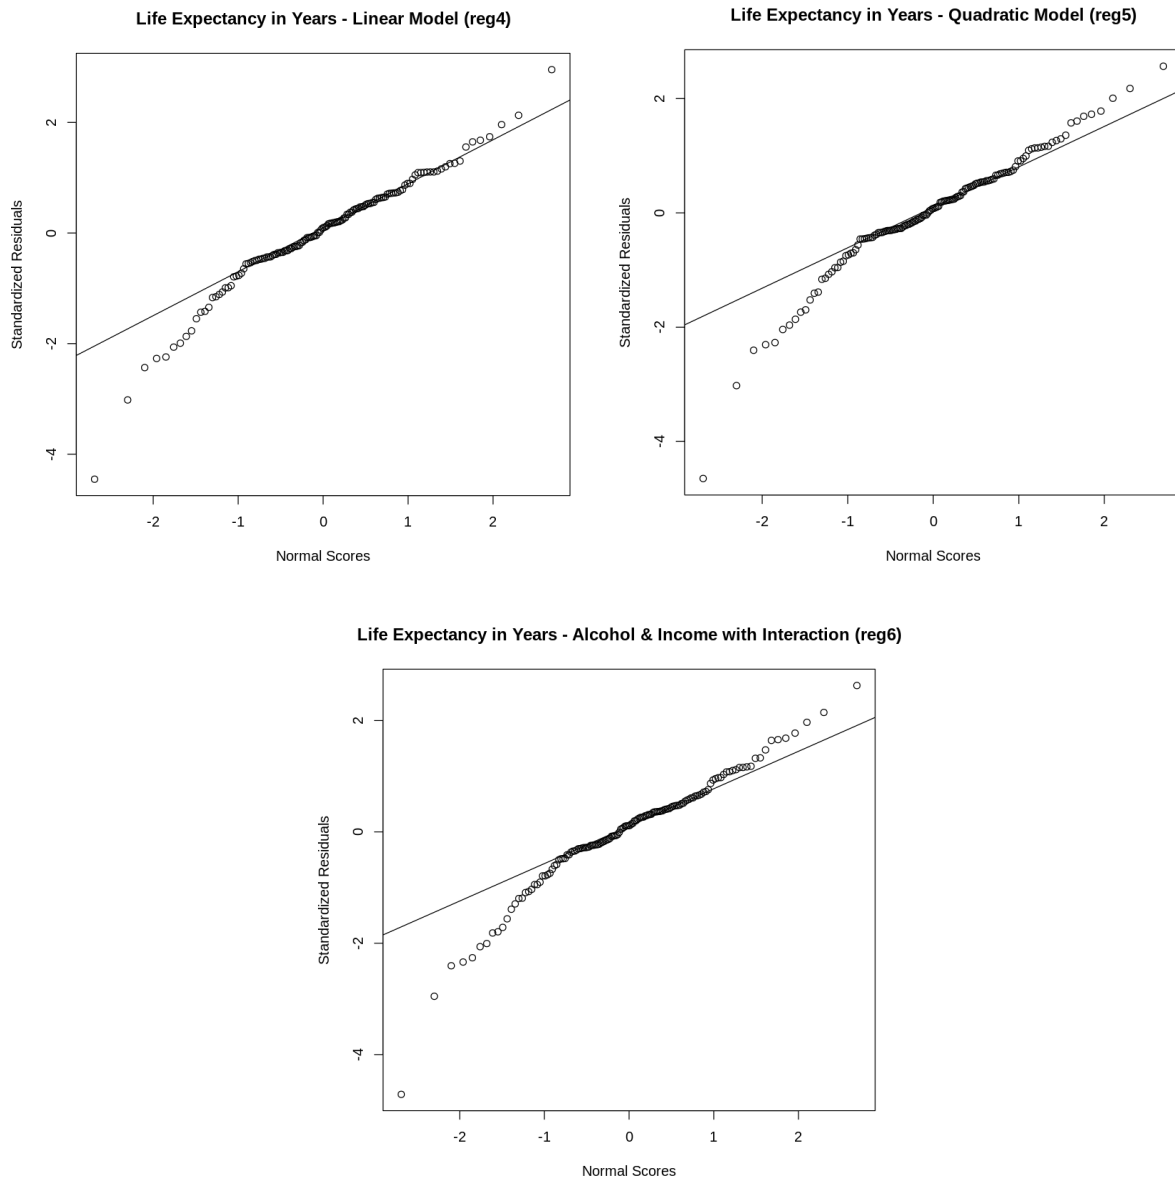 Life Expectancy in Years - Linear Model (reg4)
Standardized Residuals
2
0
-2
-4
-2 -1 0 1 2
Normal Scores
Life Expectancy in Years - Quadratic Model (reg5)
Standardized Residuals
2
0
-2
-4
-2 -1 0 1 2
Normal Scores
Life Expectancy in Years - Alcohol & Income with Interaction (reg6)
Standardized Residuals
2
0
-2
-4
-2 -1 0 1 2
Normal Scores